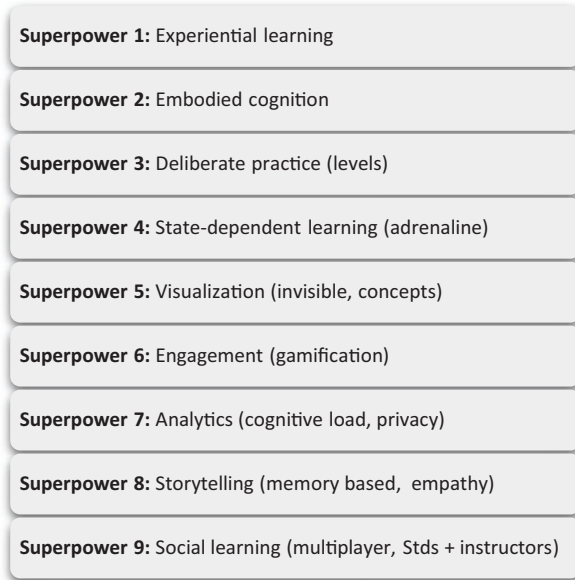 Superpower 1: Experiential learning
Superpower 2: Embodied cognition
Superpower 3: Deliberate practice (levels)
Superpower 4: State-dependent learning (adrenaline)
Superpower 5: Visualization (invisible, concepts)
Superpower 6: Engagement (gamification)
Superpower 7: Analytics (cognitive load, privacy)
Superpower 8: Storytelling (memory based, empathy)
Superpower 9: Social learning (multiplayer, Stds + instructors)